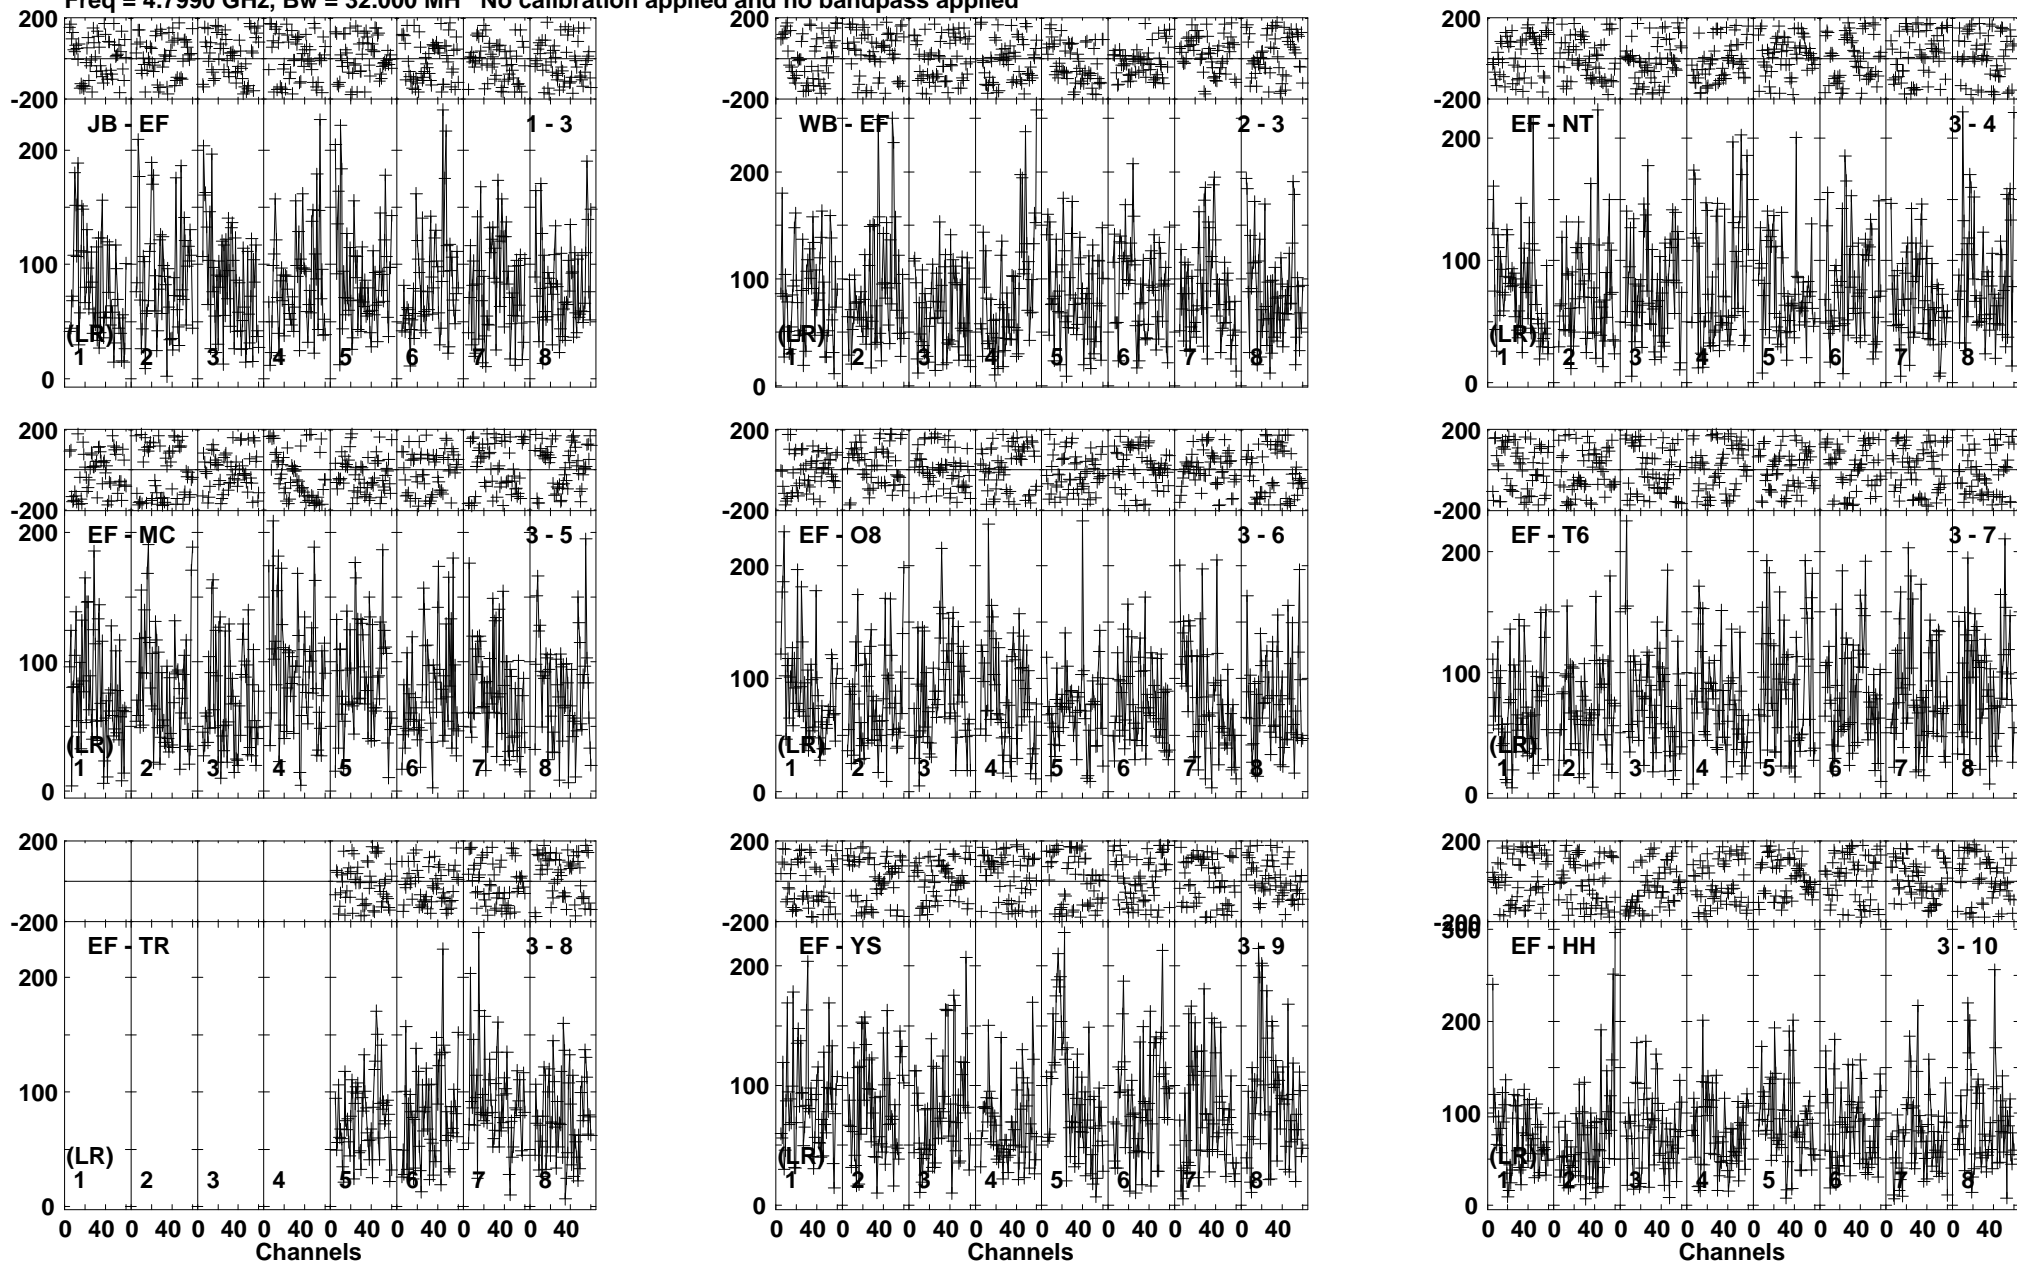 Freq = 4.7990 GHz, Bw = 32.000 MH No calibration applied and no bandpass applied
200 200 200
-200 -200 -200
JB - EF 1 - 3 WB - EF 2 - 3 EF - NT 3 - 4
200 200 200
100 100 100
(LR) (LR) (LR)
1 2 3 4 5 6 7 8 1 2 3 4 5 6 7 8 1 2 3 4 5 6 7 8
0 0 0
200 200 200
-200 -200 -200
EF - MC 3 - 5 EF - O8 3 - 6 EF - T6 3 - 7
200 200 200
100 100 100
(LR) (LR) (LR)
1 2 3 4 5 6 7 8 1 2 3 4 5 6 7 8 1 2 3 4 5 6 7 8
0 0 0
200 200 200
-200 -200 -200
300
EF - TR 3 - 8 EF - YS 3 - 9 EF - HH 3 - 10
200 200 200
100 100 100
(LR) (LR) (LR)
1 2 3 4 5 6 7 8 1 2 3 4 5 6 7 8 1 2 3 4 5 6 7 8
0 0 0
0 40 0 40 0 40 0 40 0 40 0 40 0 40 0 40 0 40 0 40 0 40 0 40 0 40 0 40 0 40 0 40 0 40 0 40 0 40 0 40 0 40 0 40 0 40 0 40
Channels Channels Channels